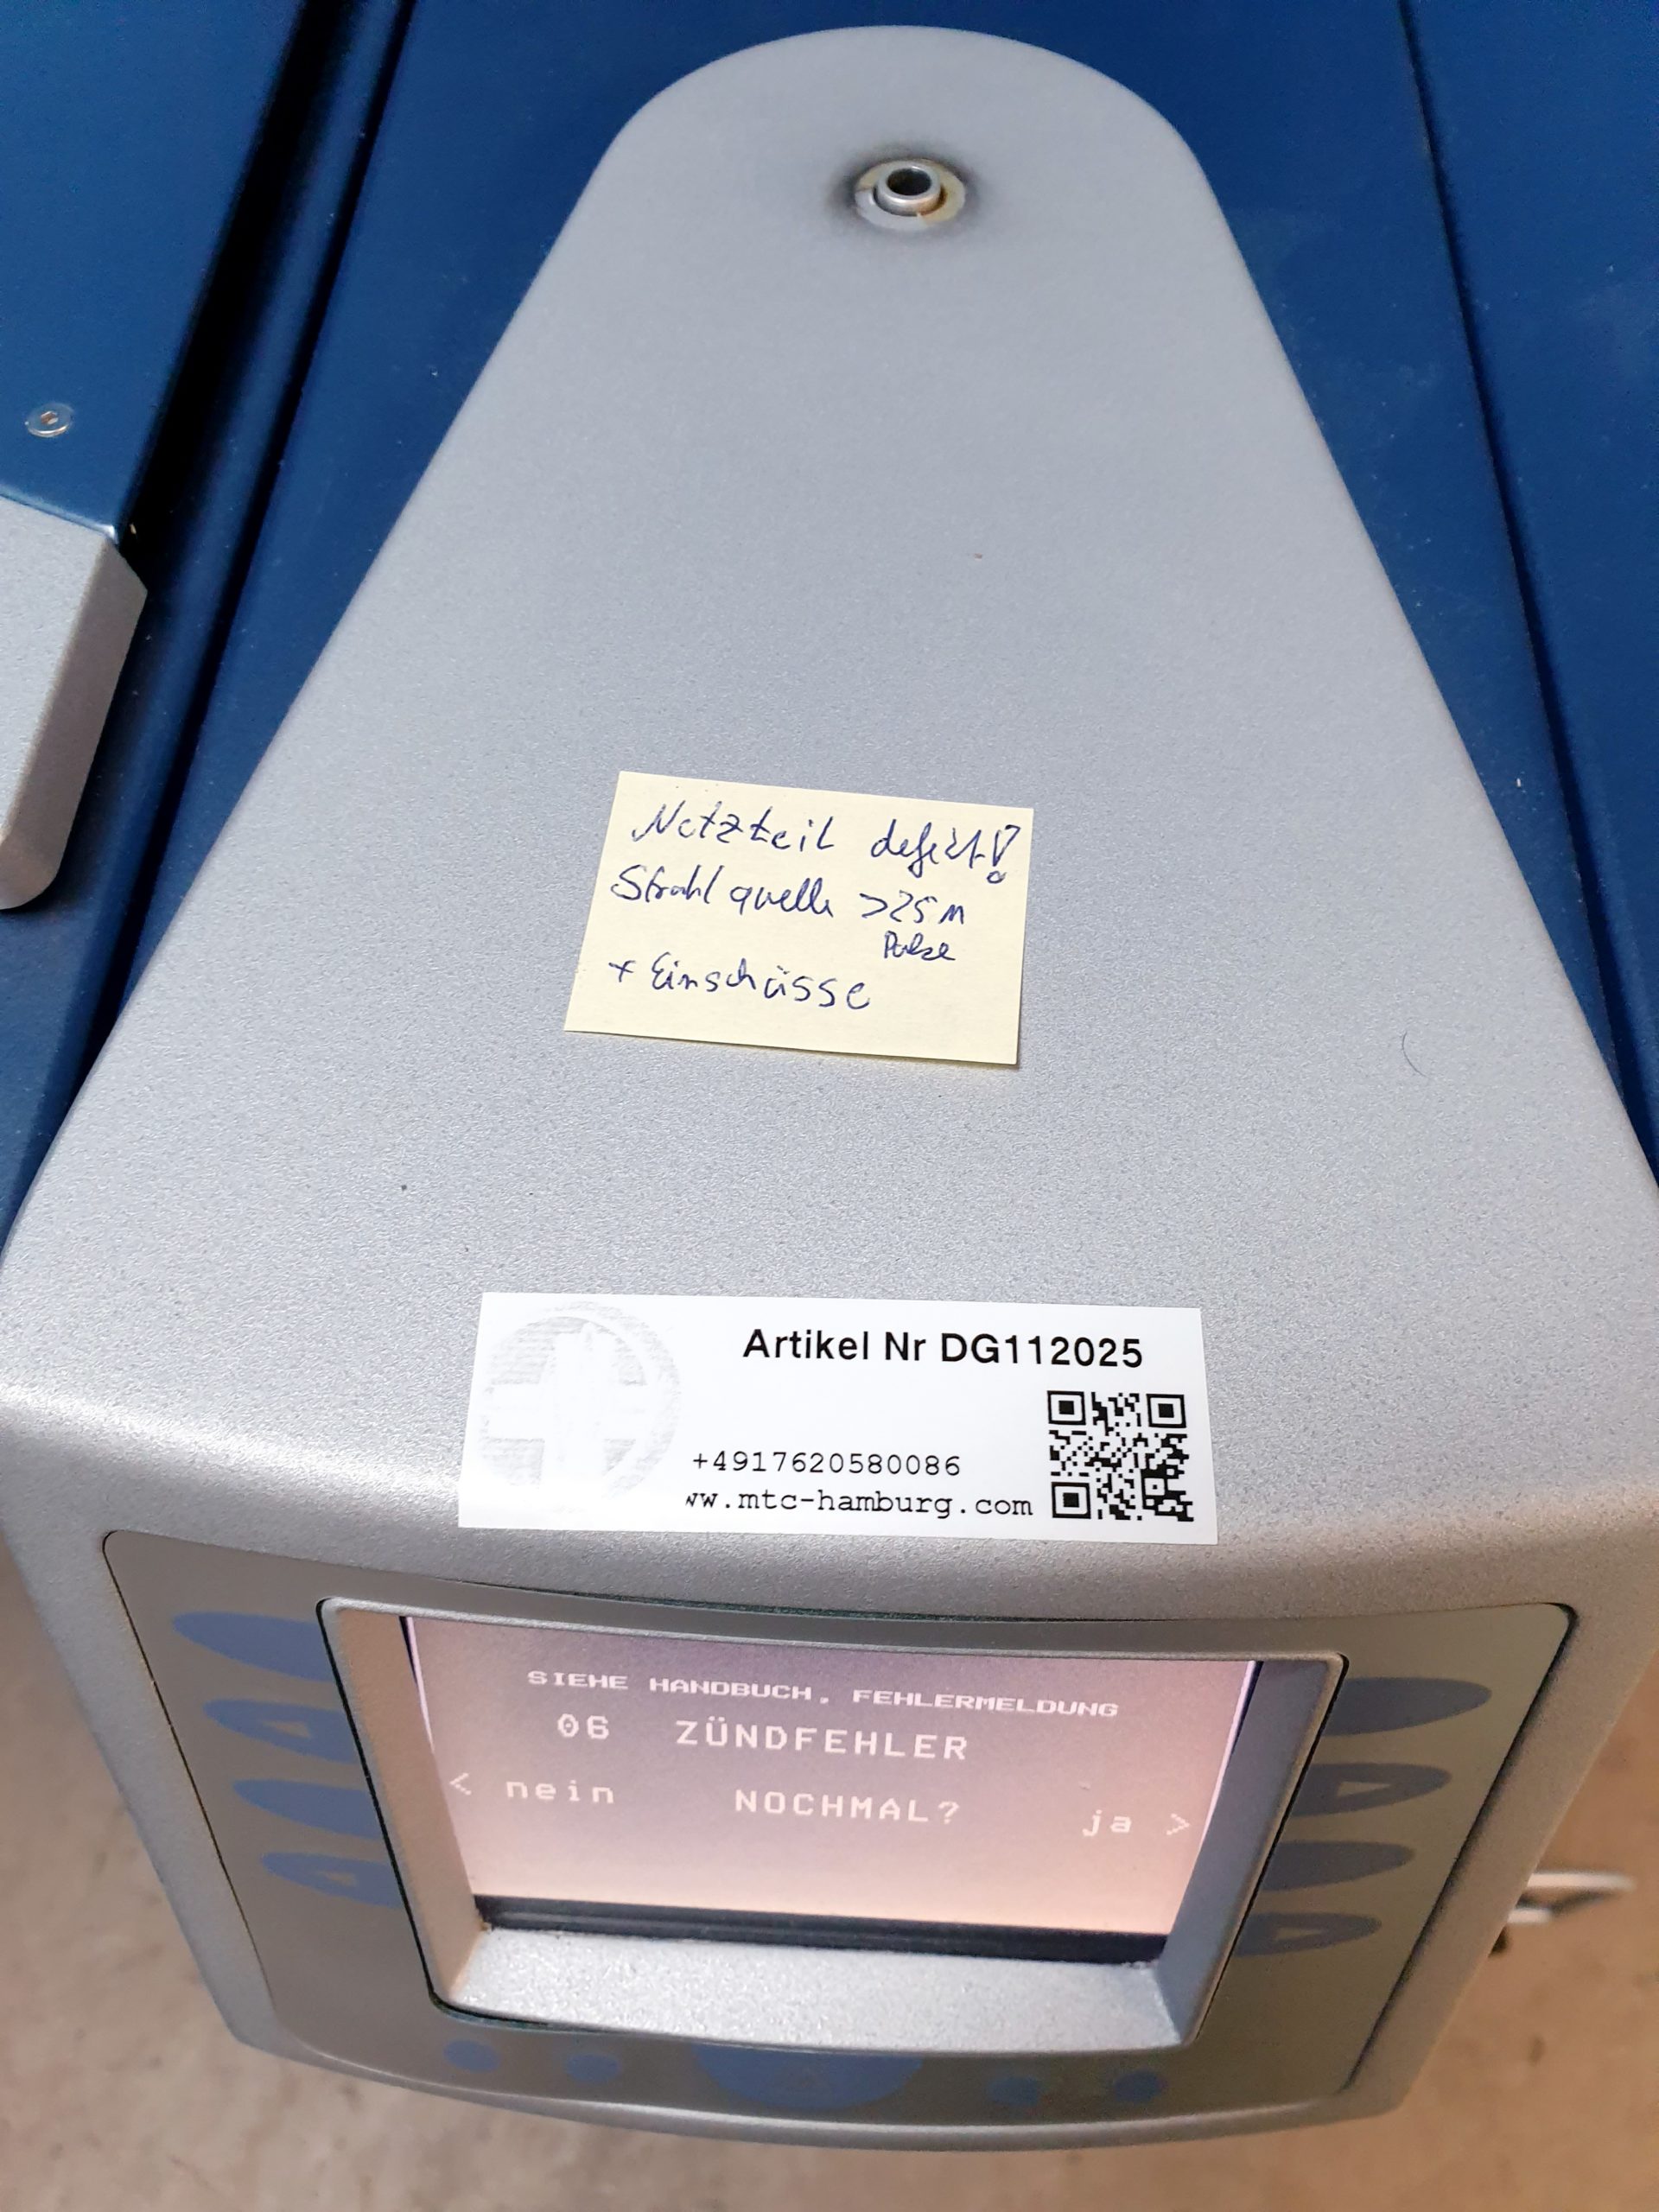 Netzteil defekt!
Strahlquelle >25 M
Pulse
+ Einschüsse
Artikel Nr DG112025
+4917620580086
ww.mtc-hamburg.com
SIEHE HANDBUCH, FEHLERMELDUNG
06 ZÜNDFEHLER
< nein NOCHMAL? ja >